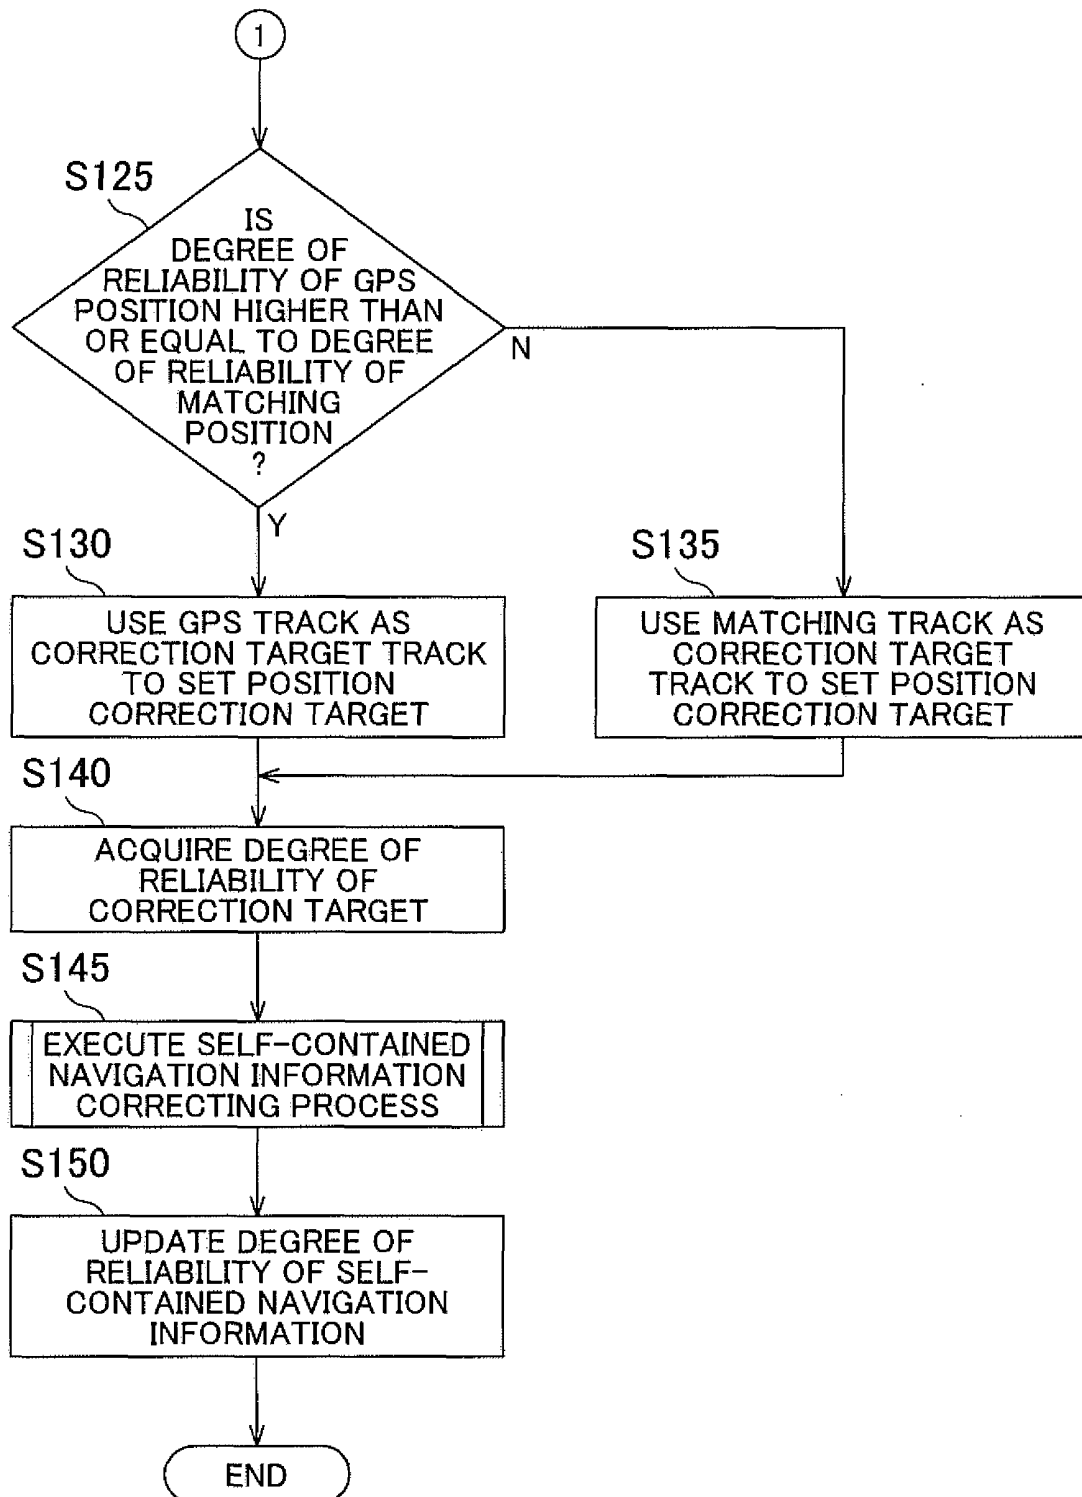 1
S125
IS
DEGREE OF
RELIABILITY OF GPS
POSITION HIGHER THAN
OR EQUAL TO DEGREE
OF RELIABILITY OF
MATCHING
POSITION
?
N
Y
S130
USE GPS TRACK AS
CORRECTION TARGET TRACK
TO SET POSITION
CORRECTION TARGET
S135
USE MATCHING TRACK AS
CORRECTION TARGET
TRACK TO SET POSITION
CORRECTION TARGET
S140
ACQUIRE DEGREE OF
RELIABILITY OF
CORRECTION TARGET
S145
EXECUTE SELF-CONTAINED
NAVIGATION INFORMATION
CORRECTING PROCESS
S150
UPDATE DEGREE OF
RELIABILITY OF SELF-
CONTAINED NAVIGATION
INFORMATION
END